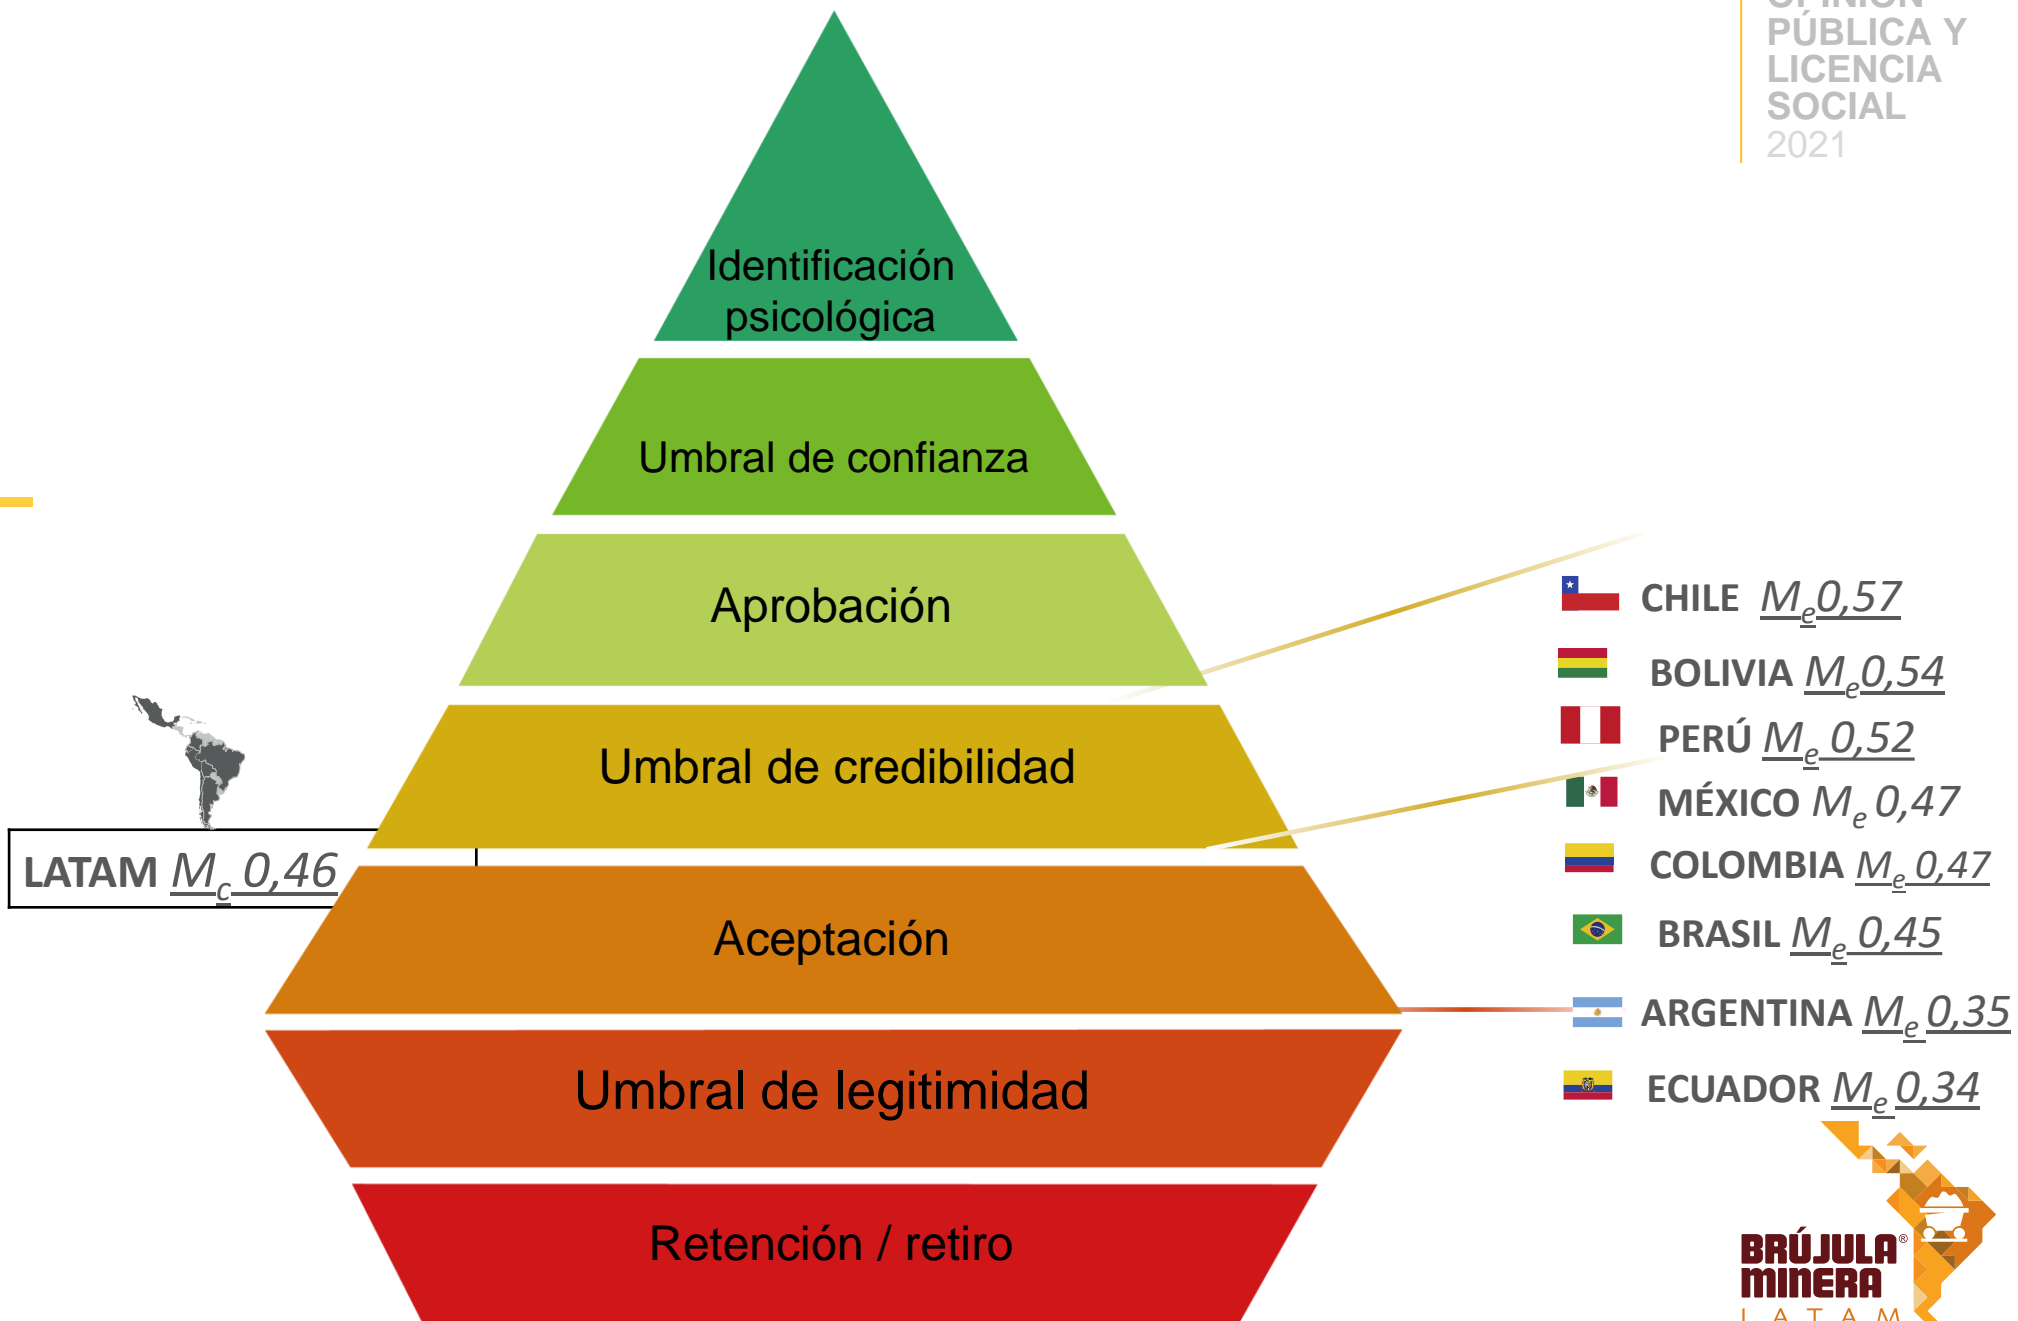 OPINIÓN
PÚBLICA Y
LICENCIA
SOCIAL
2021
Identificación
psicológica
Umbral de confianza
Aprobación
Umbral de credibilidad
Aceptación
Umbral de legitimidad
Retención / retiro
LATAM Mc 0,46
CHILE Me0,57
BOLIVIA Me0,54
PERÚ Me 0,52
MÉXICO Me 0,47
COLOMBIA Me 0,47
BRASIL Me 0,45
ARGENTINA Me 0,35
ECUADOR Me 0,34
BRÚJULA®
MINERA
LATAM